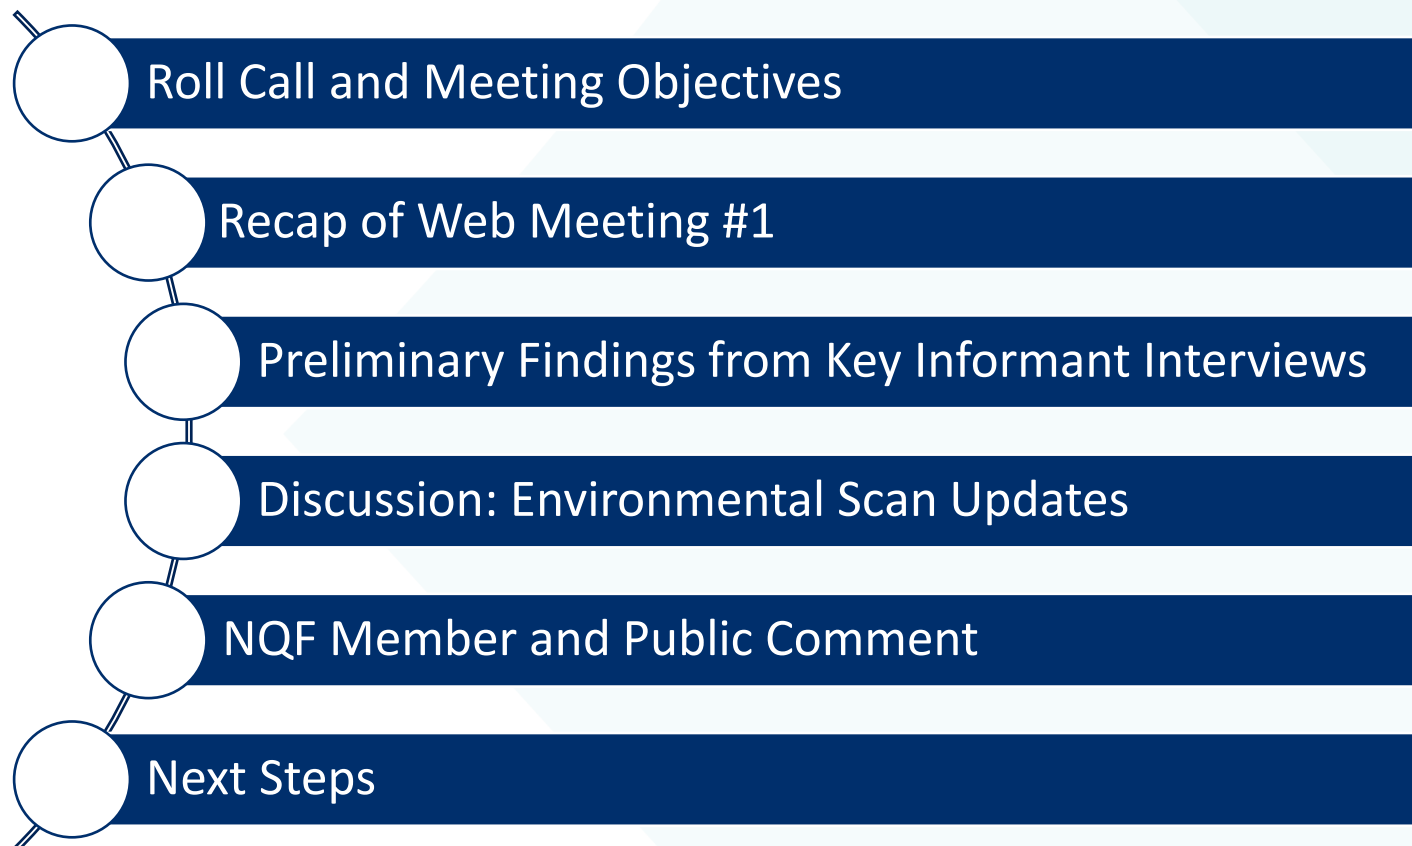 Roll Call and Meeting Objectives
Recap of Web Meeting #1
Preliminary Findings from Key Informant Interviews
Discussion: Environmental Scan Updates
NQF Member and Public Comment
Next Steps